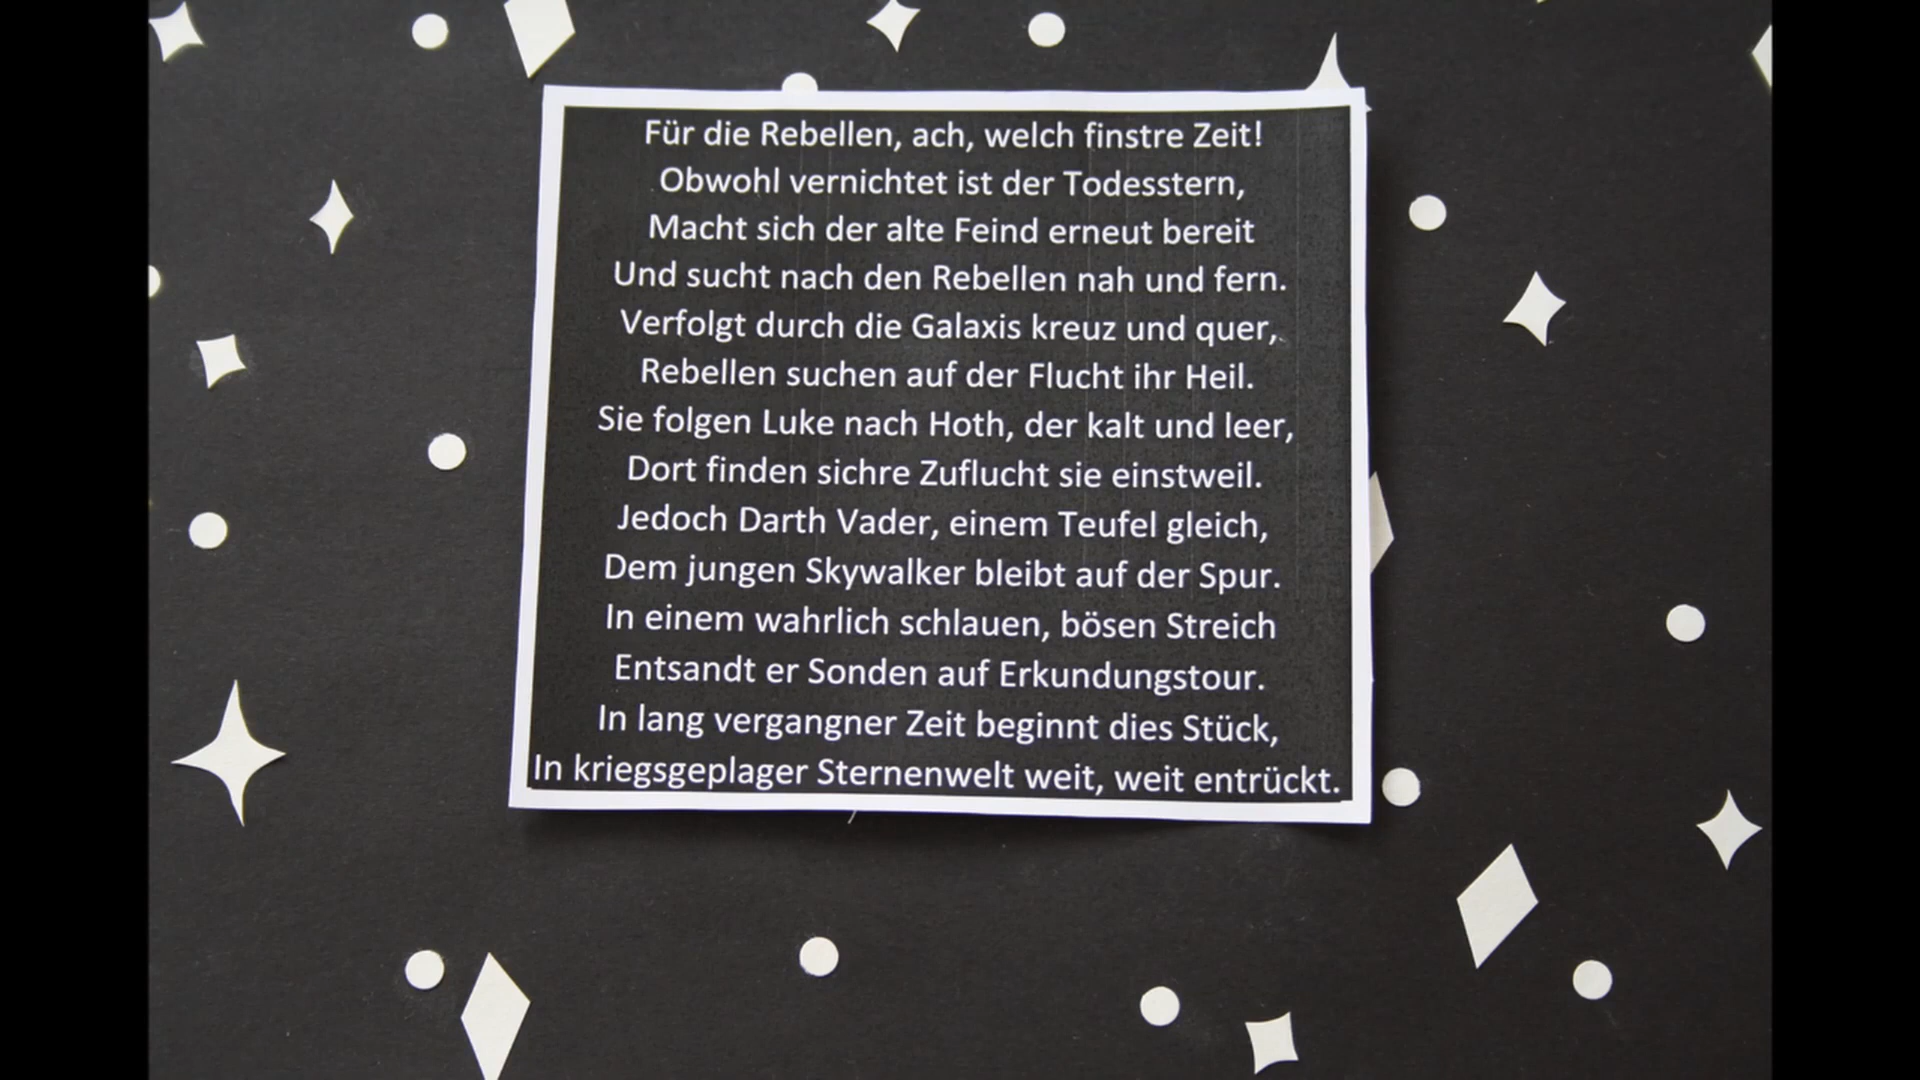 Für die Rebellen, ach, welch finstre Zeit!
Obwohl vernichtet ist der Todesstern,
Macht sich der alte Feind erneut bereit
Und sucht nach den Rebellen nah und fern.
Verfolgt durch die Galaxis kreuz und quer,
Rebellen suchen auf der Flucht ihr Heil.
Sie folgen Luke nach Hoth, der kalt und leer,
Dort finden sichre Zuflucht sie einstweil.
Jedoch Darth Vader, einem Teufel gleich,
Dem jungen Skywalker bleibt auf der Spur.
In einem wahrlich schlauen, bösen Streich
Entsandt er Sonden auf Erkundungstour.
In lang vergangner Zeit beginnt dies Stück,
In kriegsgeplager Sternenwelt weit, weit entrückt.